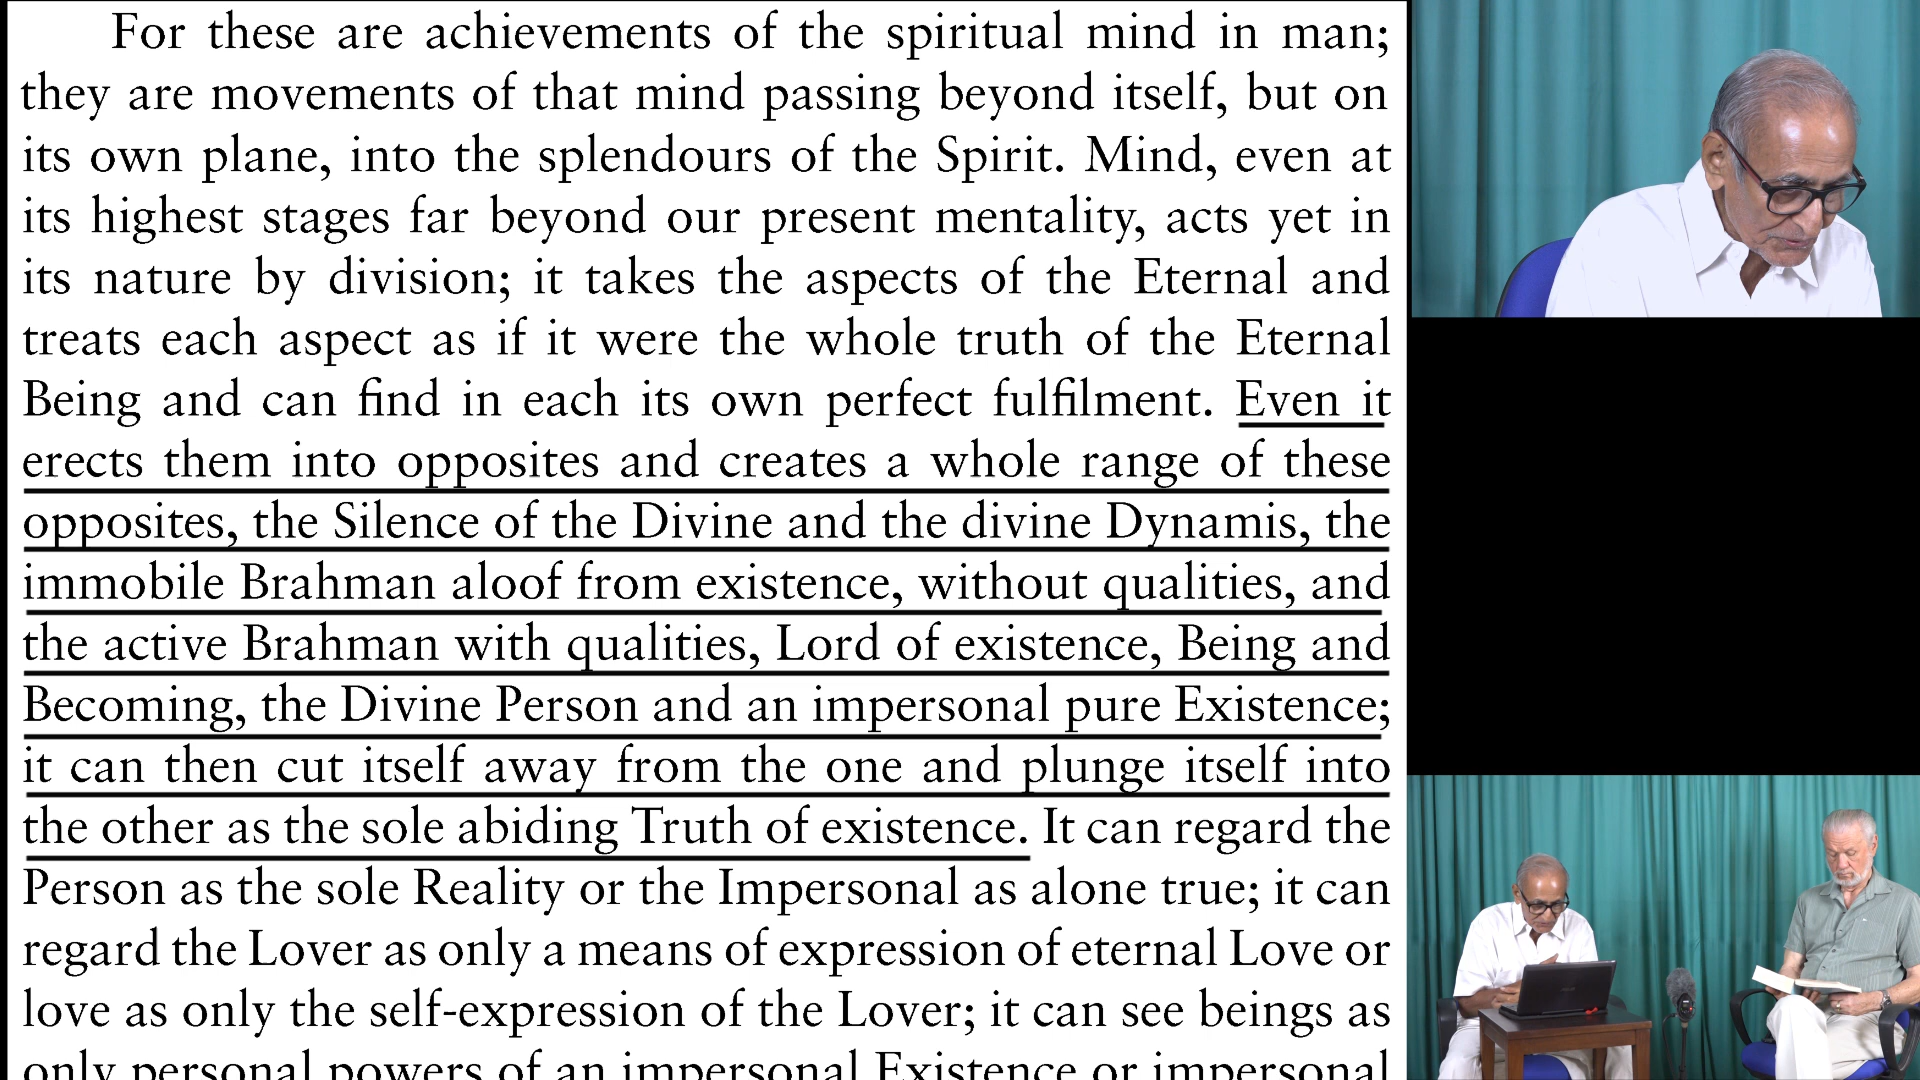 For these are achievements of the spiritual mind in man;
they are movements of that mind passing beyond itself, but on
its own plane, into the splendours of the Spirit. Mind, even at
its highest stages far beyond our present mentality, acts yet in
its nature by division; it takes the aspects of the Eternal and
treats each aspect as if it were the whole truth of the Eternal
Being and can find in each its own perfect fulfilment. Even it
erects them into opposites and creates a whole range of these
opposites, the Silence of the Divine and the divine Dynamis, the
immobile Brahman aloof from existence, without qualities, and
the active Brahman with qualities, Lord of existence, Being and
Becoming, the Divine Person and an impersonal pure Existence;
it can then cut itself away from the one and plunge itself into
the other as the sole abiding Truth of existence. It can regard the
Person as the sole Reality or the Impersonal as alone true; it can
regard the Lover as only a means of expression of eternal Love or
love as only the self-expression of the Lover; it can see beings as
only personal powers of an impersonal Existence or impersonal